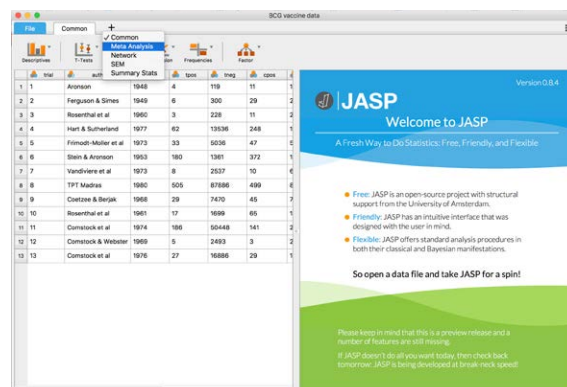 BCG vaccine data
File Common +
✓ Common
Meta Analysis
Network
SEM
Summary Stats
Descriptives T-Tests Frequencies Factor
trial year tpos tneg cpos
1 1 Aronson 1948 4 119 11
2 2 Ferguson & Simes 1949 6 300 29
3 3 Rosenthal et al 1960 3 228 11
4 4 Hart & Sutherland 1977 62 13536 248
5 5 Frimodt-Moller et al 1973 33 5036 47
6 6 Stein & Aronson 1953 180 1361 372
7 7 Vandiviere et al 1973 8 2537 10
8 8 TPT Madras 1980 505 87886 499
9 9 Coetzee & Berjak 1968 29 7470 45
10 10 Rosenthal et al 1961 17 1699 65
11 11 Comstock et al 1974 186 50448 141
12 12 Comstock & Webster 1969 5 2493 3
13 13 Comstock et al 1976 27 16886 29
Version 0.8.4
JASP
Welcome to JASP
A Fresh Way to Do Statistics: Free, Friendly, and Flexible
Free: JASP is an open-source project with structural
support from the University of Amsterdam.
Friendly: JASP has an intuitive interface that was
designed with the user in mind.
Flexible: JASP offers standard analysis procedures in
both their classical and Bayesian manifestations.
So open a data file and take JASP for a spin!
Please keep in mind that this is a preview release and a
number of features are still missing.
If JASP doesn't do all you want today, then check back
tomorrow: JASP is being developed at break-neck speed!